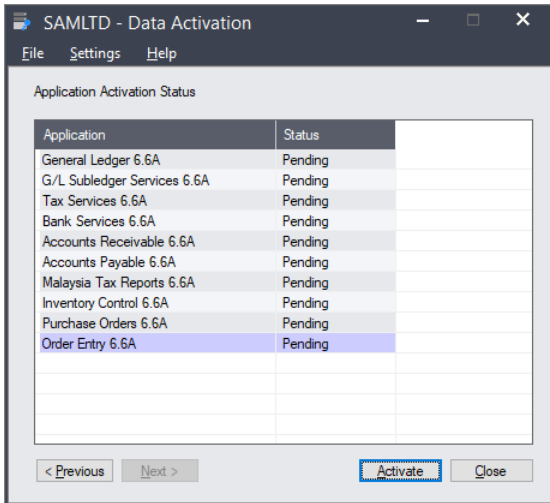 SAMLTD - Data Activation
File Settings Help
Application Activation Status
Application Status
General Ledger 6.6A Pending
G/L Subledger Services 6.6A Pending
Tax Services 6.6A Pending
Bank Services 6.6A Pending
Accounts Receivable 6.6A Pending
Accounts Payable 6.6A Pending
Malaysia Tax Reports 6.6A Pending
Inventory Control 6.6A Pending
Purchase Orders 6.6A Pending
Order Entry 6.6A Pending
< Previous Next > Activate Close